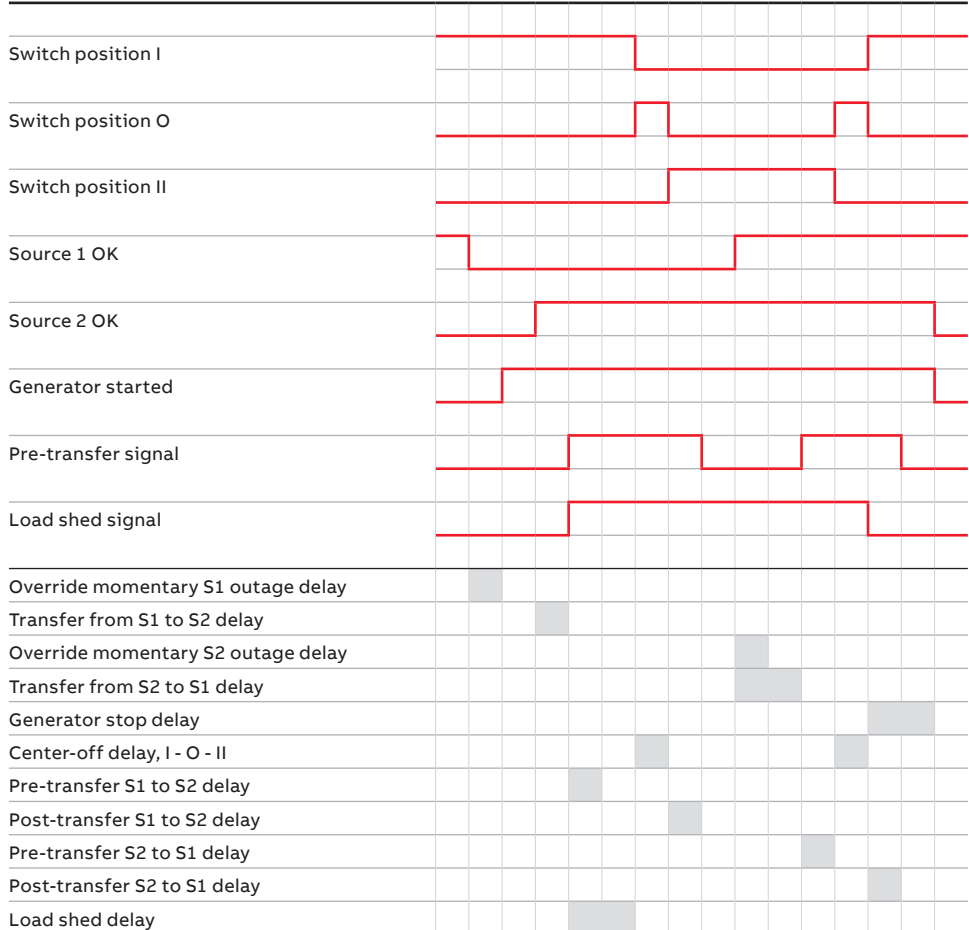 Switch position I
Switch position O
Switch position II
Source 1 OK
Source 2 OK
Generator started
Pre-transfer signal
Load shed signal
Override momentary S1 outage delay
Transfer from S1 to S2 delay
Override momentary S2 outage delay
Transfer from S2 to S1 delay
Generator stop delay
Center-off delay, I - O - II
Pre-transfer S1 to S2 delay
Post-transfer S1 to S2 delay
Pre-transfer S2 to S1 delay
Post-transfer S2 to S1 delay
Load shed delay